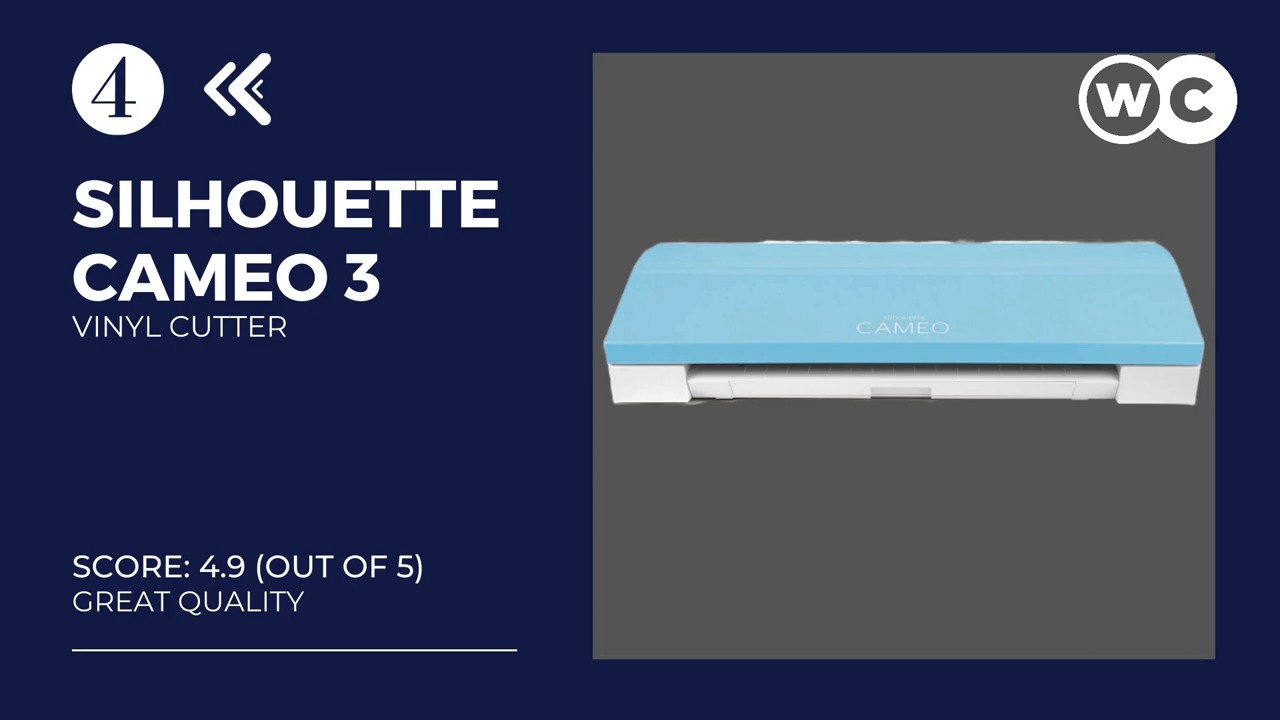 4
WC
SILHOUETTE
CAMEO 3
VINYL CUTTER
SILHOUETTE
CAMEO
SCORE: 4.9 (OUT OF 5)
GREAT QUALITY